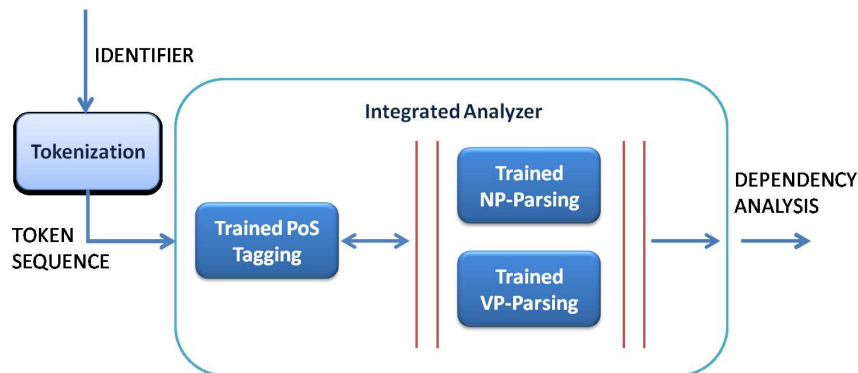 IDENTIFIER
Integrated Analyzer
Tokenization
Trained
NP-Parsing
TOKEN
SEQUENCE
Trained PoS
Tagging
Trained
VP-Parsing
DEPENDENCY
ANALYSIS